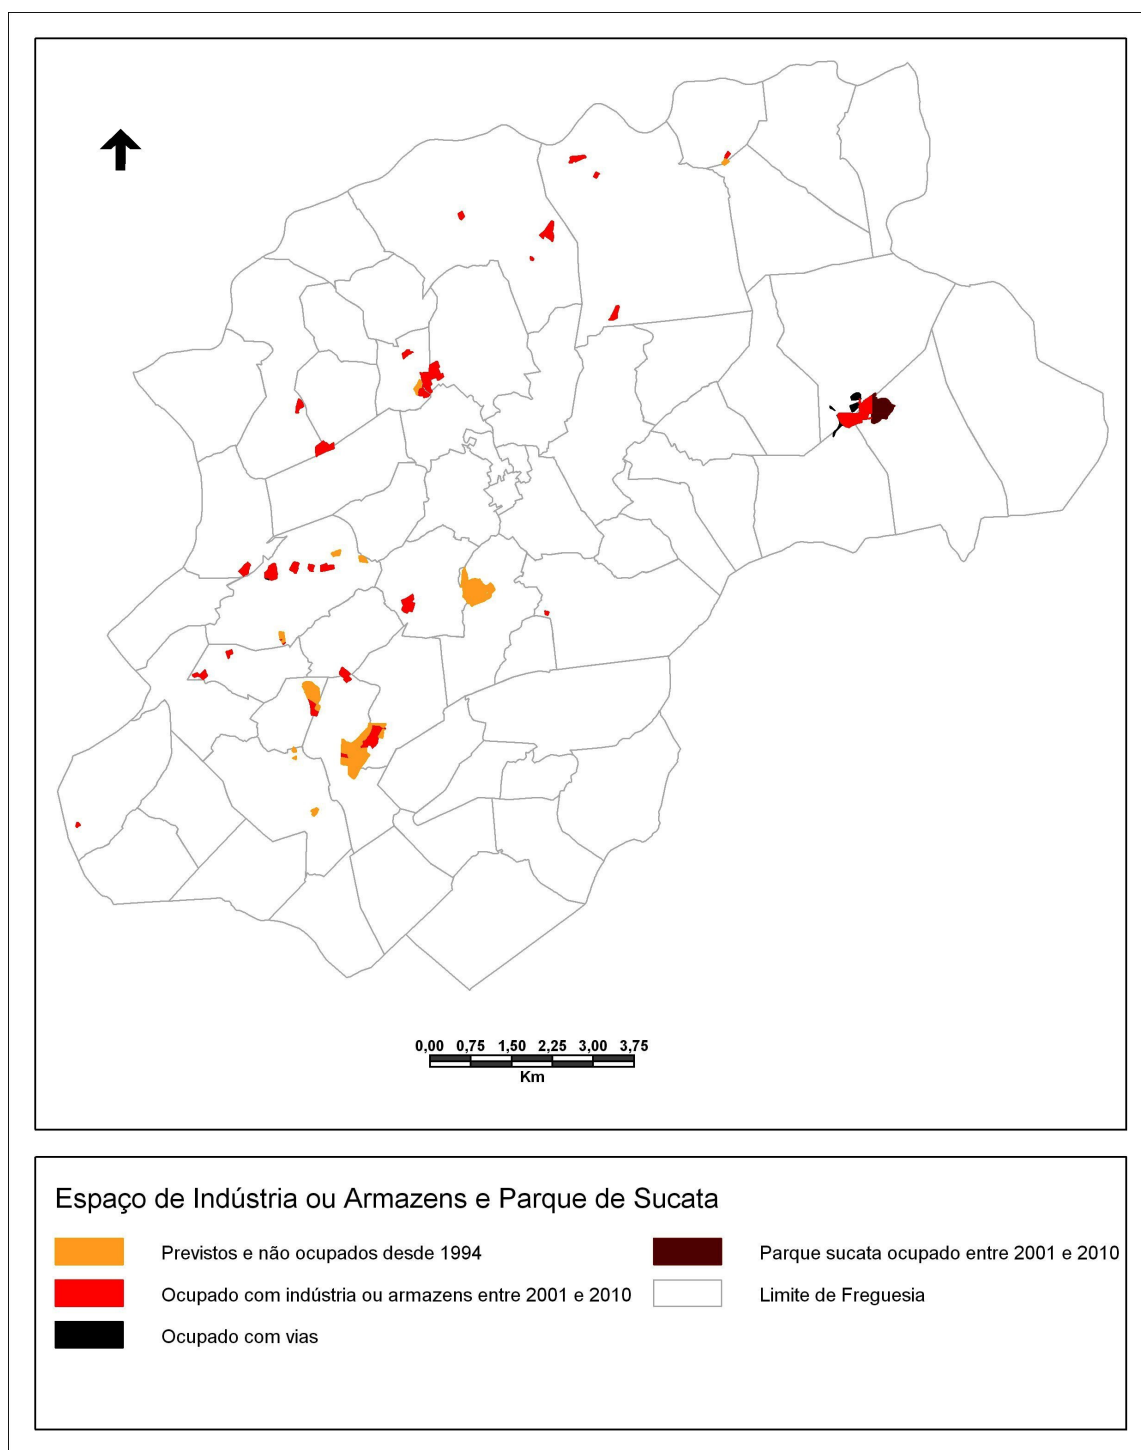 0,00 0,75 1,50 2,25 3,00 3,75
Km
Espaço de Indústria ou Armazens e Parque de Sucata
Previstos e não ocupados desde 1994
Ocupado com indústria ou armazens entre 2001 e 2010
Ocupado com vias
Parque sucata ocupado entre 2001 e 2010
Limite de Freguesia